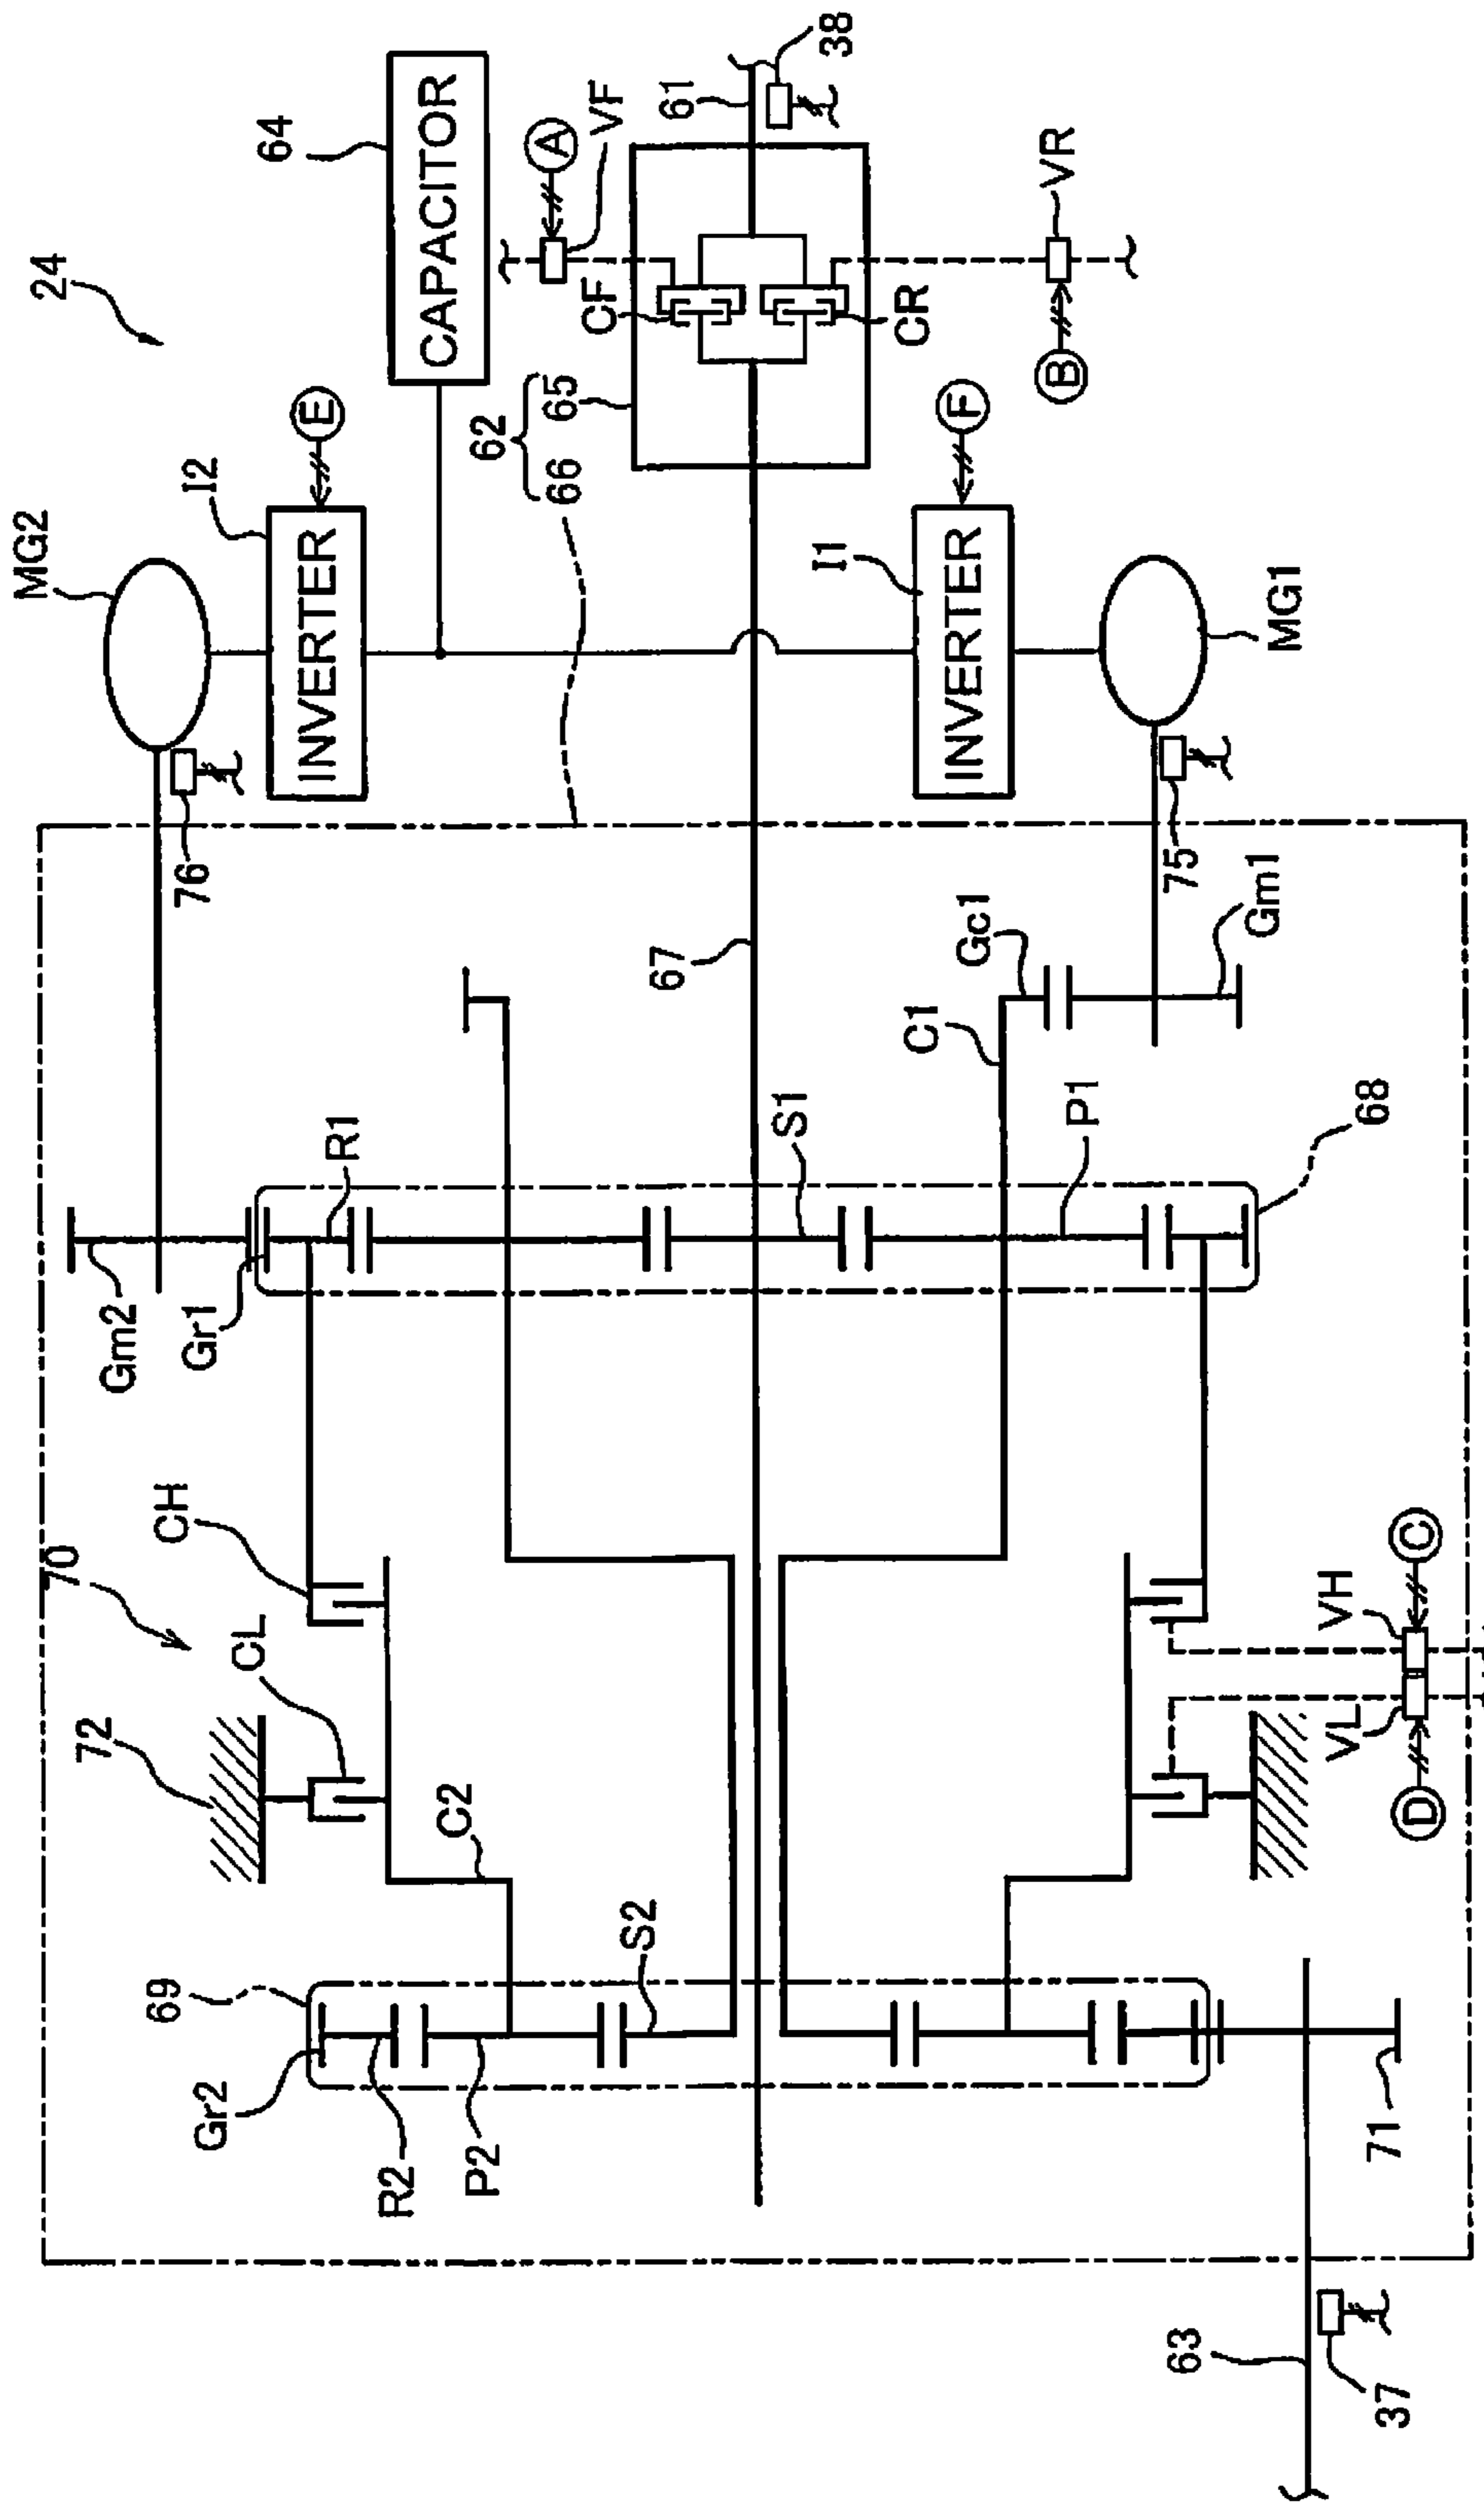 24
64
CAPACITOR
38
61
A
VF
VR
B
CF
CR
62
65
66
E
I2
MG2
INVERTER
F
I1
INVERTER
MG1
76
75
67
Gc1
Gm1
C1
R1
S1
P1
68
Gm2
Gr1
CH
70
CL
72
C2
S2
VH
C
VL
D
69
Gr2
R2
P2
71
63
37